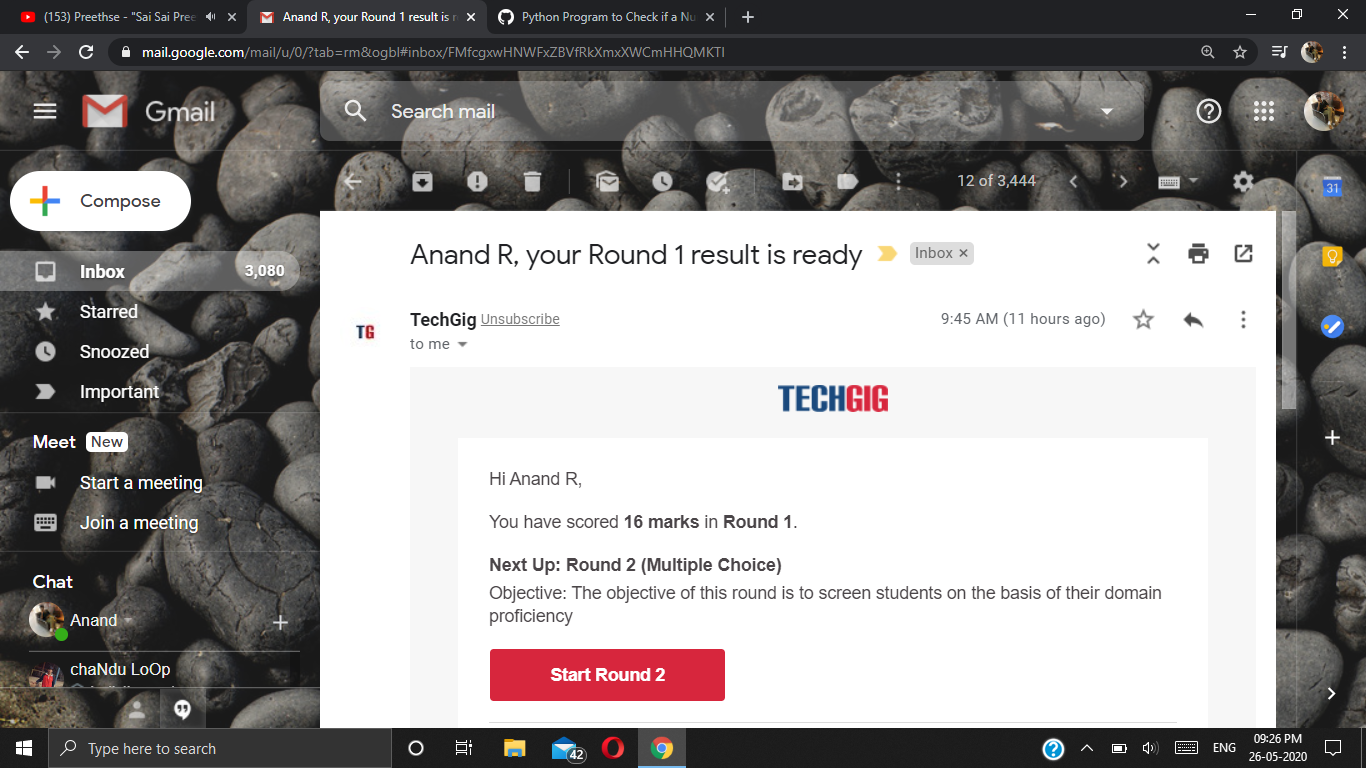 (153) Preethse - "Sai Sai Pree
Anand R, your Round 1 result is r
Python Program to Check if a Nu
mail.google.com/mail/u/0/?tab=rm&ogbl#inbox/FMfcgxwHNWFxZBVfRkXmxXWCmHHQMKTl
Gmail
Search mail
Compose
12 of 3,444
31
Inbox 3,080
Starred
Snoozed
Important
Meet New
Start a meeting
Join a meeting
Chat
Anand
chaNdu LoOp
Anand R, your Round 1 result is ready
Inbox ×
TG
TechGig Unsubscribe
9:45 AM (11 hours ago)
to me
TECHGIG
Hi Anand R,
You have scored 16 marks in Round 1.
Next Up: Round 2 (Multiple Choice)
Objective: The objective of this round is to screen students on the basis of their domain
proficiency
Start Round 2
Type here to search
42
ENG
09:26 PM
26-05-2020